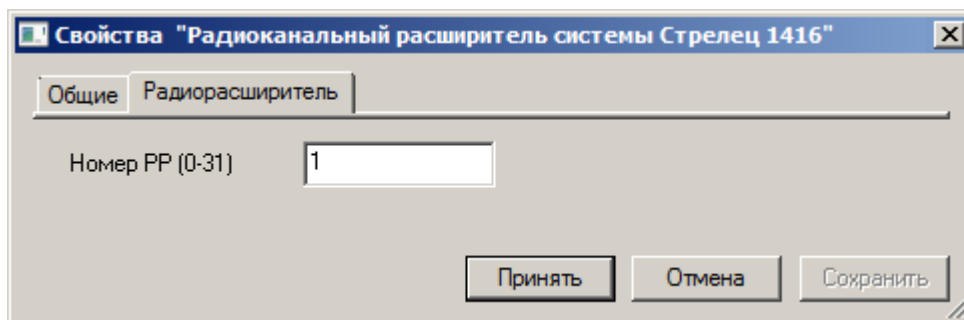 Свойства "Радиоканальный расширитель системы Стрелец 1416"
Общие Радиорасширитель
Номер РР (0-31) 1
Принять Отмена Сохранить